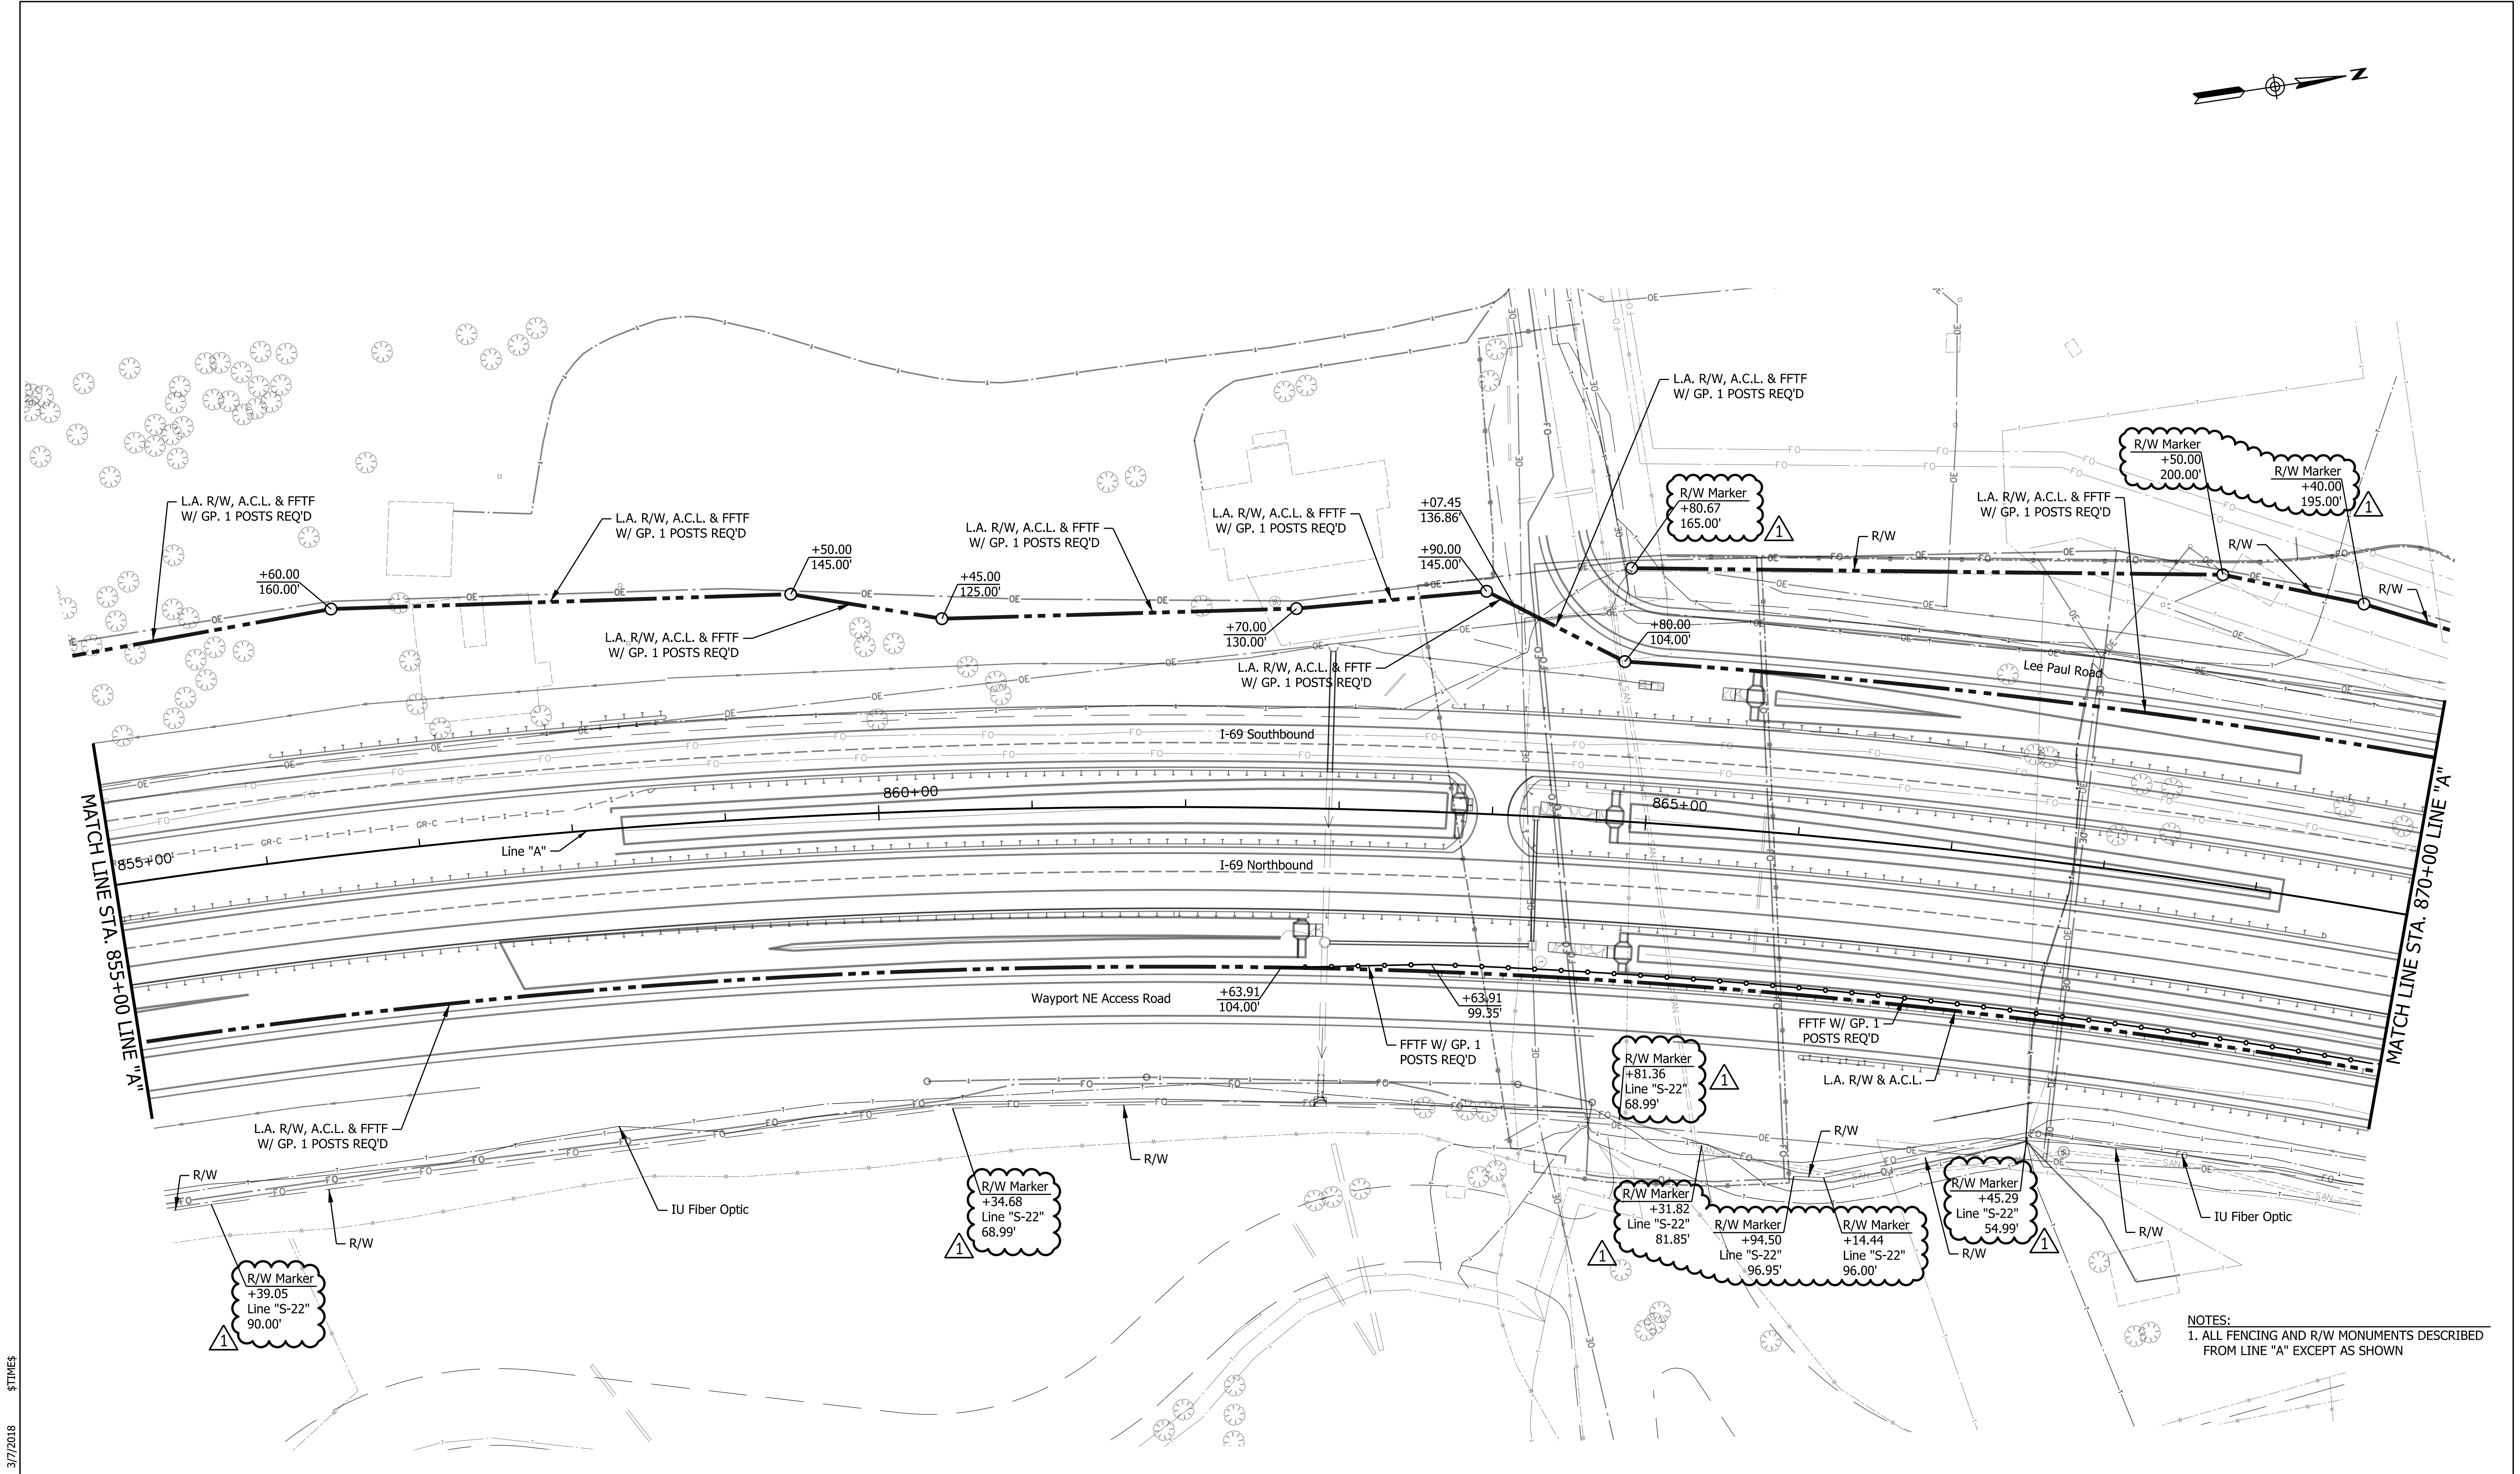 N
L.A. R/W, A.C.L. & FFTF
W/ GP. 1 POSTS REQ'D
R/W Marker
+50.00
200.00'
R/W Marker
+40.00
195.00'
1
R/W Marker
+80.67
165.00'
1
L.A. R/W, A.C.L. & FFTF
W/ GP. 1 POSTS REQ'D
L.A. R/W, A.C.L. & FFTF
W/ GP. 1 POSTS REQ'D
L.A. R/W, A.C.L. & FFTF
W/ GP. 1 POSTS REQ'D
L.A. R/W, A.C.L. & FFTF
W/ GP. 1 POSTS REQ'D
+07.45
136.86'
L.A. R/W, A.C.L. & FFTF
W/ GP. 1 POSTS REQ'D
R/W
R/W
R/W
+60.00
160.00'
+50.00
145.00'
+45.00
125.00'
+90.00
145.00'
+70.00
130.00'
+80.00
104.00'
L.A. R/W, A.C.L. & FFTF
W/ GP. 1 POSTS REQ'D
L.A. R/W, A.C.L. & FFTF
W/ GP. 1 POSTS REQ'D
Lee Paul Road
I-69 Southbound
860+00
865+00
855+00
GR-C
GR-C
Line "A"
I-69 Northbound
MATCH LINE STA. 855+00 LINE "A"
MATCH LINE STA. 870+00 LINE "A"
Wayport NE Access Road
+63.91
104.00'
+63.91
99.35'
FFTF W/ GP. 1
POSTS REQ'D
FFTF W/ GP. 1
POSTS REQ'D
L.A. R/W & A.C.L.
R/W Marker
+81.36
Line "S-22"
68.99'
1
L.A. R/W, A.C.L. & FFTF
W/ GP. 1 POSTS REQ'D
R/W
R/W
R/W
R/W
IU Fiber Optic
R/W Marker
+34.68
Line "S-22"
68.99'
1
R/W Marker
+31.82
Line "S-22"
81.85'
R/W Marker
+94.50
Line "S-22"
96.95'
R/W Marker
+14.44
Line "S-22"
96.00'
1
R/W Marker
+45.29
Line "S-22"
54.99'
1
R/W
R/W
IU Fiber Optic
R/W Marker
+39.05
Line "S-22"
90.00'
1
NOTES:
1. ALL FENCING AND R/W MONUMENTS DESCRIBED
FROM LINE "A" EXCEPT AS SHOWN
3/7/2018 $TIME$